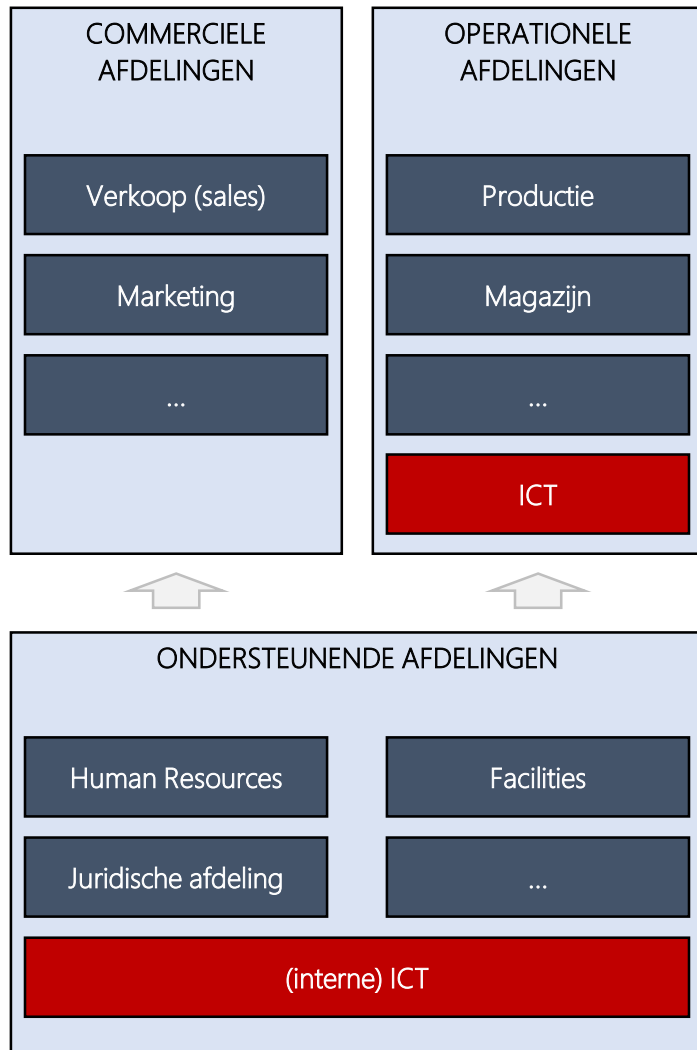 COMMERCIELE
AFDELINGEN
Verkoop (sales)
Marketing
...
OPERATIONELE
AFDELINGEN
Productie
Magazijn
...
ICT
ONDERSTEUNENDE AFDELINGEN
Human Resources
Facilities
Juridische afdeling
...
(interne) ICT